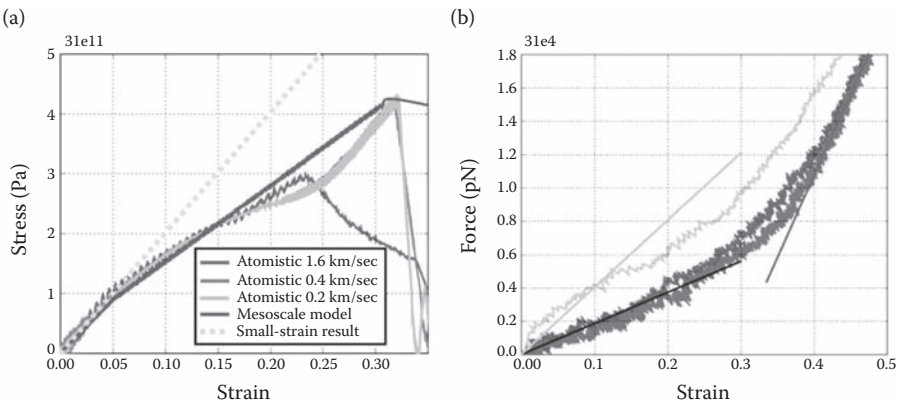 (a)
31e11
5
4
3
2
1
0
Stress (Pa)
0.00 0.05 0.10 0.15 0.20 0.25 0.30
Strain
Atomistic 1.6 km/sec
Atomistic 0.4 km/sec
Atomistic 0.2 km/sec
Mesoscale model
Small-strain result
(b)
31e4
1.8
1.6
1.4
1.2
1.0
0.8
0.6
0.4
0.2
0.0
Force (pN)
0.0 0.1 0.2 0.3 0.4 0.5
Strain